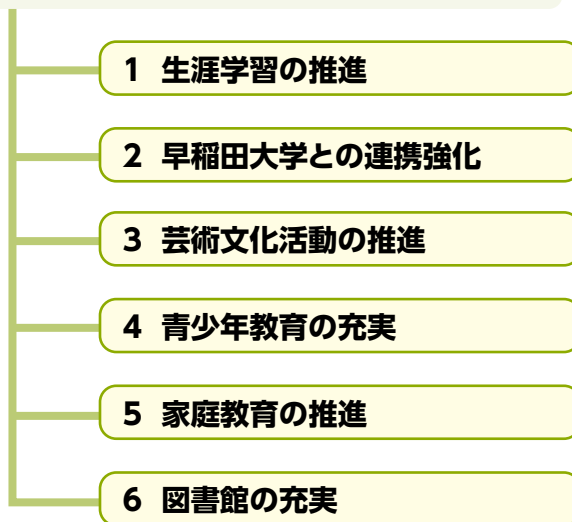 1 生涯学習の推進
2 早稲田大学との連携強化
3 芸術文化活動の推進
4 青少年教育の充実
5 家庭教育の推進
6 図書館の充実